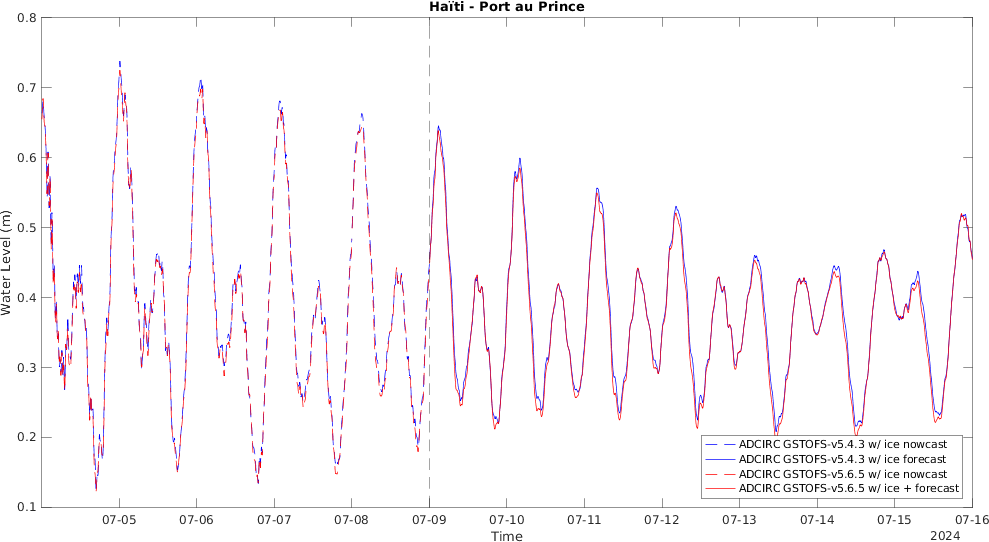 Haïti - Port au Prince
0.8
0.7
0.6
0.5
0.4
0.3
0.2
0.1
Water Level (m)
ADCIRC GSTOFS-v5.4.3 w/ ice nowcast
ADCIRC GSTOFS-v5.4.3 w/ ice forecast
ADCIRC GSTOFS-v5.6.5 w/ ice nowcast
ADCIRC GSTOFS-v5.6.5 w/ ice + forecast
07-05 07-06 07-07 07-08 07-09 07-10 07-11 07-12 07-13 07-14 07-15 07-16
Time
2024